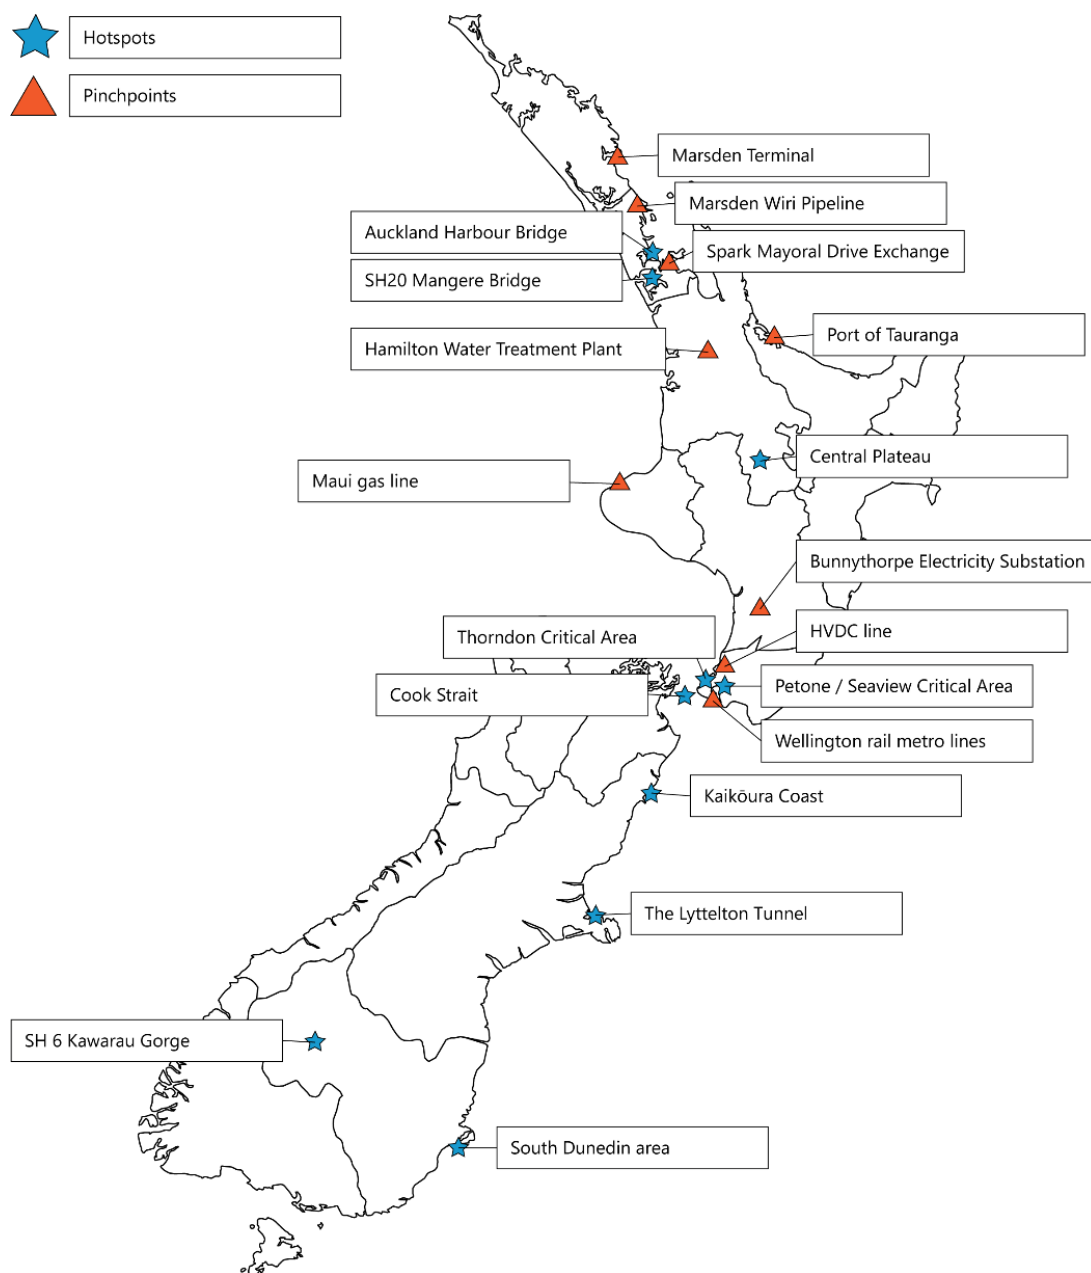 Hotspots
Pinchpoints
Marsden Terminal
Marsden Wiri Pipeline
Auckland Harbour Bridge
Spark Mayoral Drive Exchange
SH20 Mangere Bridge
Port of Tauranga
Hamilton Water Treatment Plant
Central Plateau
Maui gas line
Bunnythorpe Electricity Substation
Thorndon Critical Area
HVDC line
Cook Strait
Petone / Seaview Critical Area
Wellington rail metro lines
Kaikōura Coast
The Lyttelton Tunnel
SH 6 Kawarau Gorge
South Dunedin area